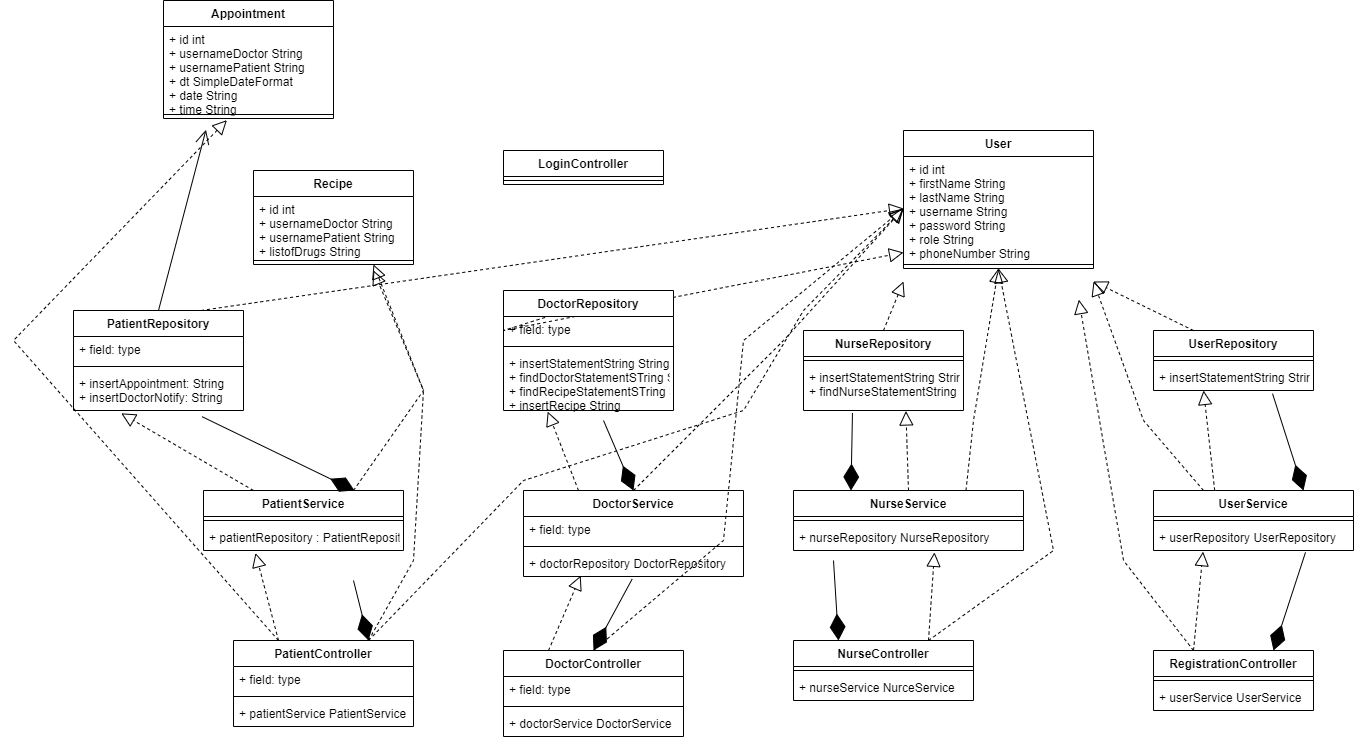 Appointment
+ id int
+ usernameDoctor String
+ usernamePatient String
+ dt SimpleDateFormat
+ date String
+ time String
Recipe
+ id int
+ usernameDoctor String
+ usernamePatient String
+ listofDrugs String
LoginController
User
+ id int
+ firstName String
+ lastName String
+ username String
+ password String
+ role String
+ phoneNumber String
PatientRepository
+ field: type
+ insertAppointment: String
+ insertDoctorNotify: String
DoctorRepository
+ field: type
+ insertStatementString String
+ findDoctorStatementSTring S
+ findRecipeStatementSTring
+ insertRecipe String
NurseRepository
+ insertStatementString Strin
+ findNurseStatementString
UserRepository
+ insertStatementString Strin
PatientService
+ patientRepository : PatientReposit
DoctorService
+ field: type
+ doctorRepository DoctorRepository
NurseService
+ nurseRepository NurseRepository
UserService
+ userRepository UserRepository
PatientController
+ field: type
+ patientService PatientService
DoctorController
+ field: type
+ doctorService DoctorService
NurseController
+ nurseService NurceService
RegistrationController
+ userService UserService